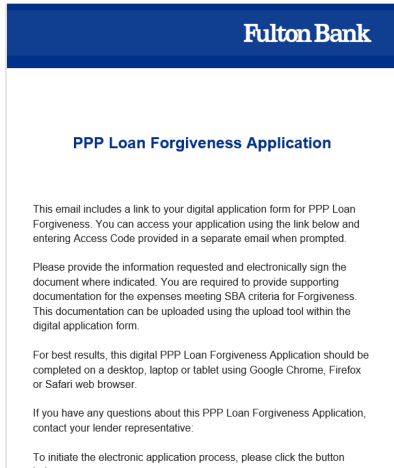 Fulton Bank
PPP Loan Forgiveness Application
This email includes a link to your digital application form for PPP Loan
Forgiveness. You can access your application using the link below and
entering Access Code provided in a separate email when prompted.
Please provide the information requested and electronically sign the
document where indicated. You are required to provide supporting
documentation for the expenses meeting SBA criteria for Forgiveness.
This documentation can be uploaded using the upload tool within the
digital application form.
For best results, this digital PPP Loan Forgiveness Application should be
completed on a desktop, laptop or tablet using Google Chrome, Firefox
or Safari web browser.
If you have any questions about this PPP Loan Forgiveness Application,
contact your lender representative:
To initiate the electronic application process, please click the button